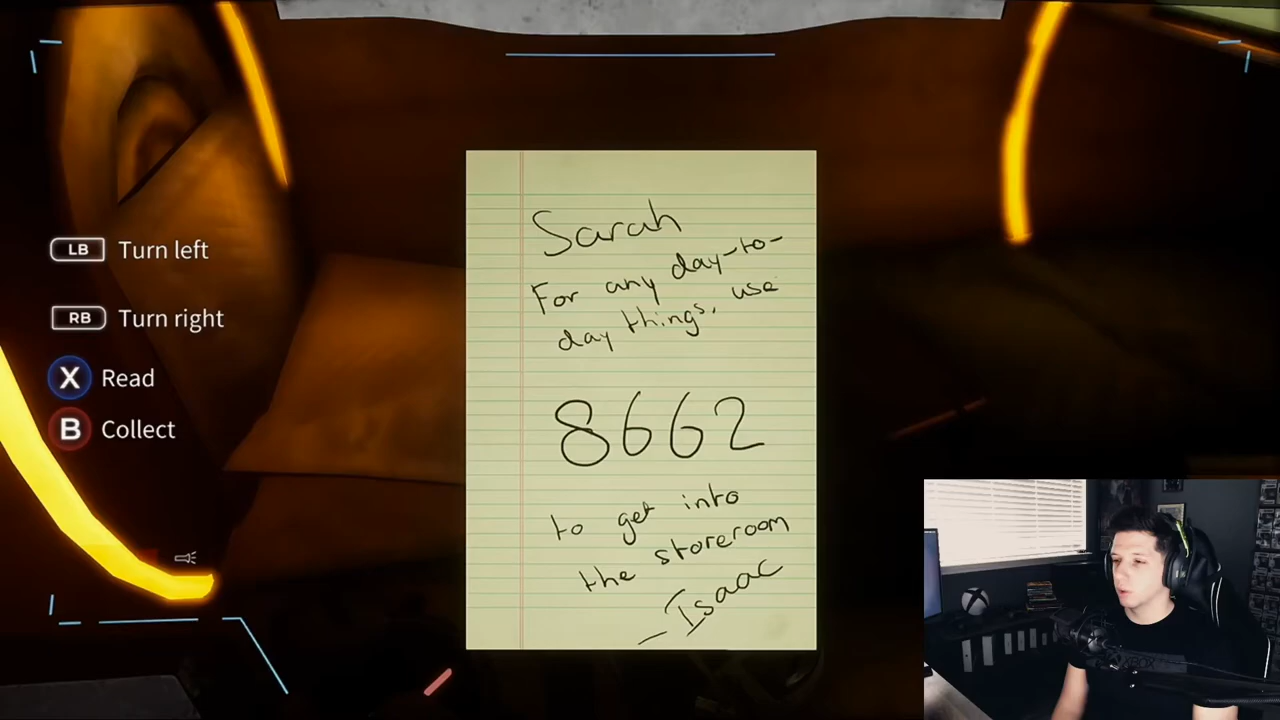 LB Turn left
RB Turn right
X Read
B Collect
Sarah
For any day-to-
day things, use
8662
to get into
the storeroom
- Isaac